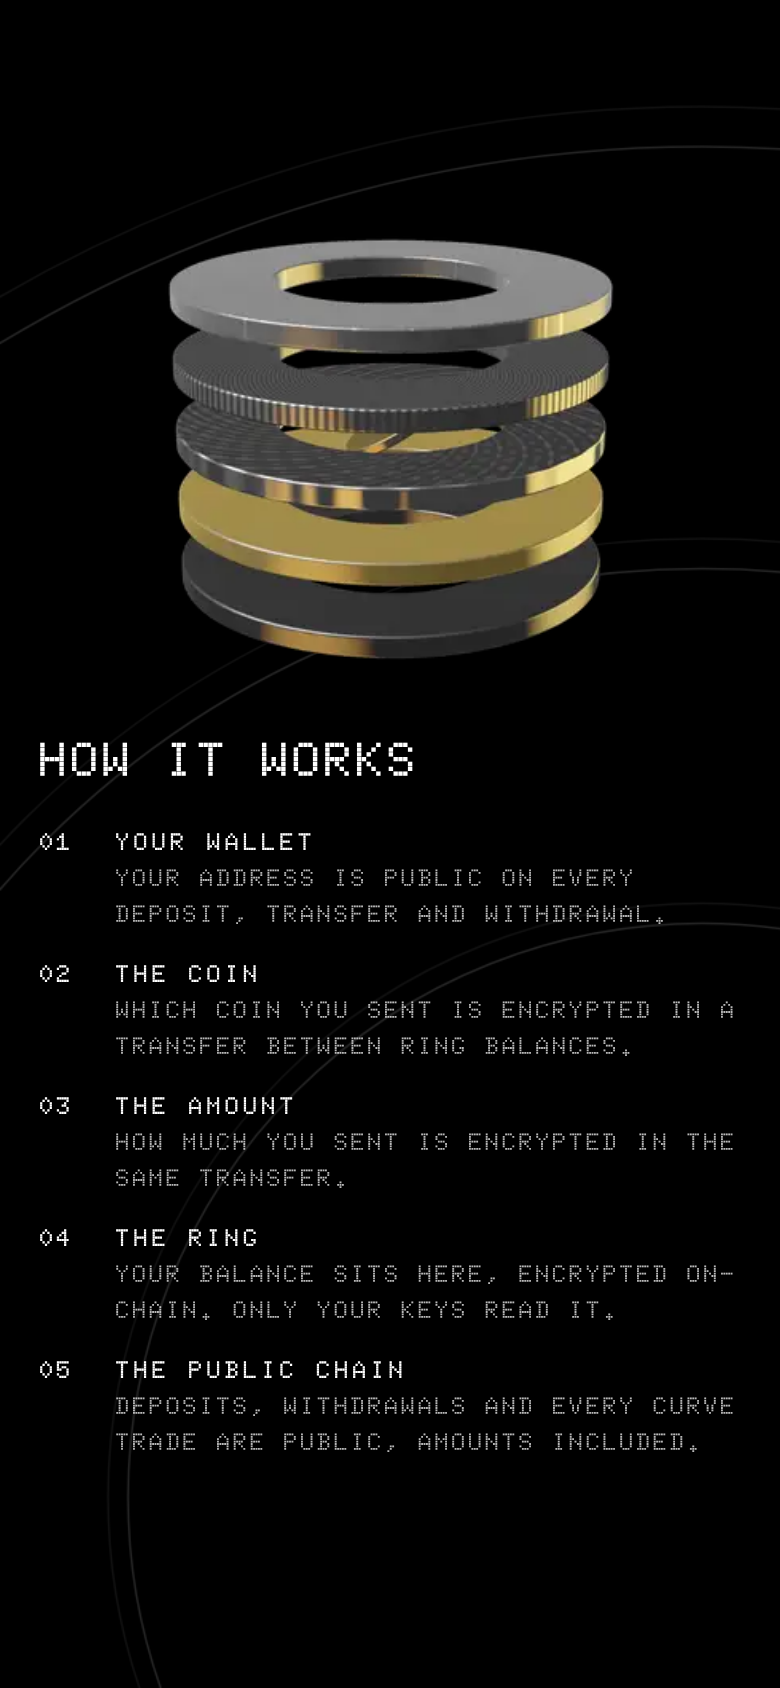 HOW IT WORKS
01 YOUR WALLET
YOUR ADDRESS IS PUBLIC ON EVERY
DEPOSIT, TRANSFER AND WITHDRAWAL.
02 THE COIN
WHICH COIN YOU SENT IS ENCRYPTED IN A
TRANSFER BETWEEN RING BALANCES.
03 THE AMOUNT
HOW MUCH YOU SENT IS ENCRYPTED IN THE
SAME TRANSFER.
04 THE RING
YOUR BALANCE SITS HERE, ENCRYPTED ON-
CHAIN. ONLY YOUR KEYS READ IT.
05 THE PUBLIC CHAIN
DEPOSITS, WITHDRAWALS AND EVERY CURVE
TRADE ARE PUBLIC, AMOUNTS INCLUDED.